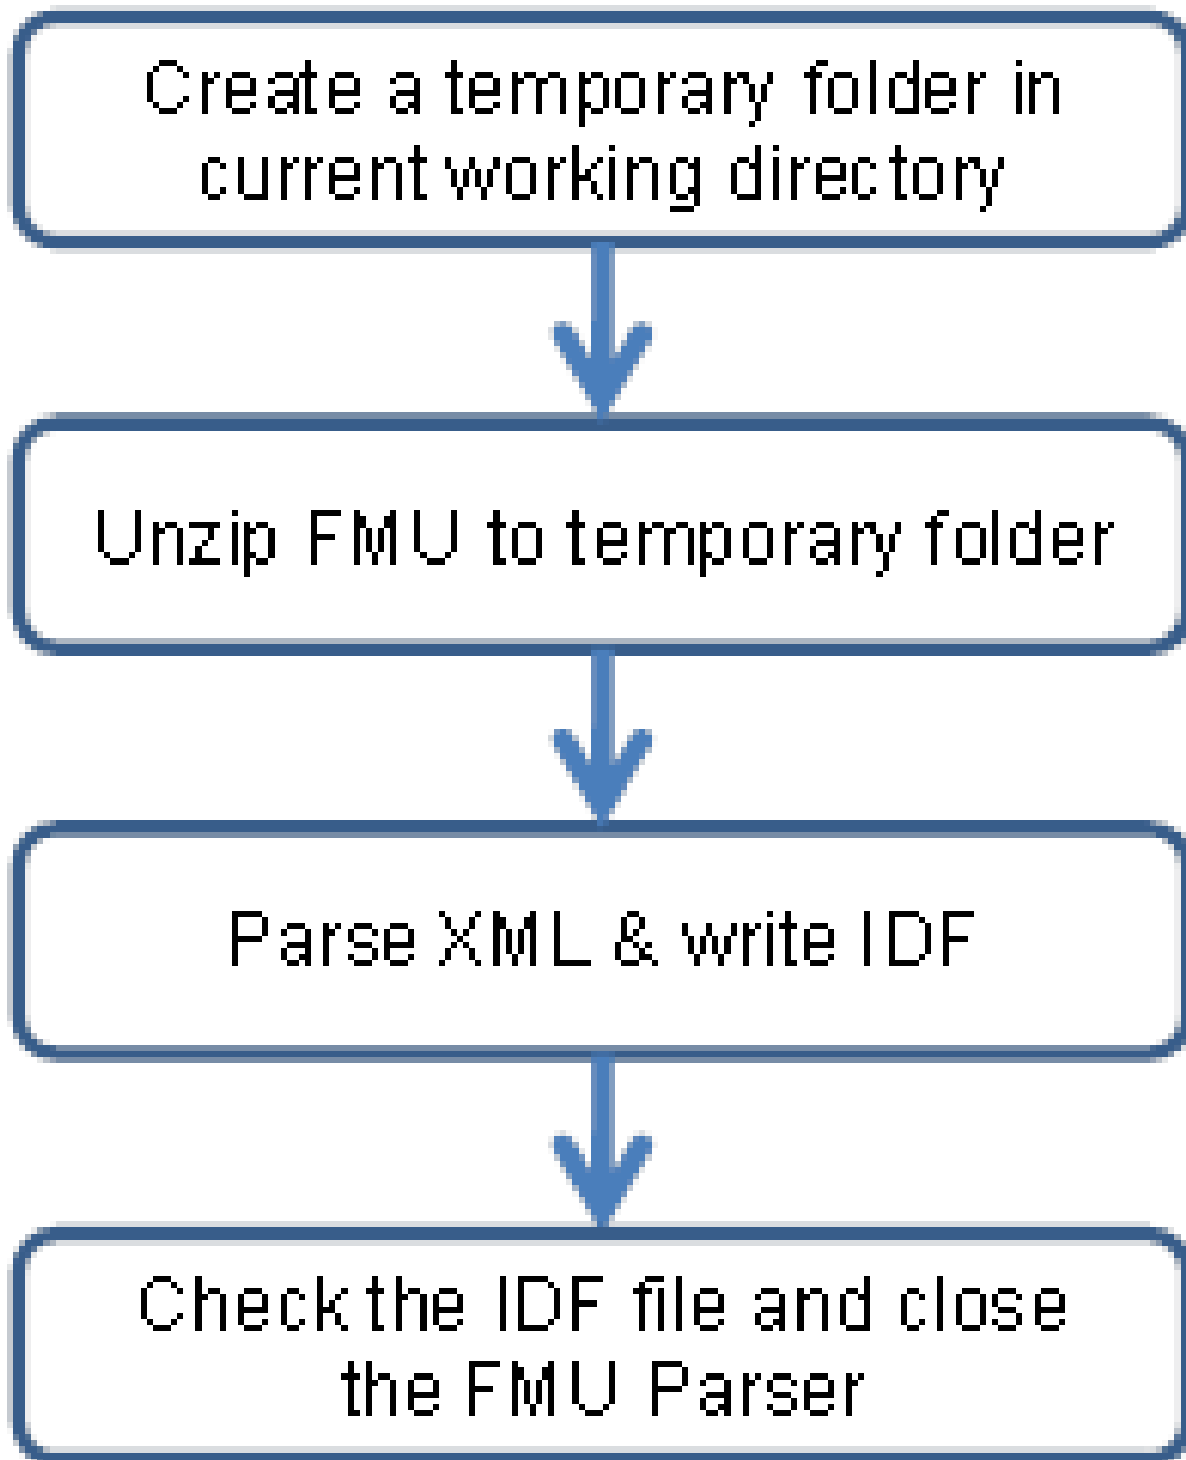 Create a temporary folder in
current working directory
Unzip FMU to temporary folder
Parse XML & write IDF
Check the IDF file and close
the FMU Parser